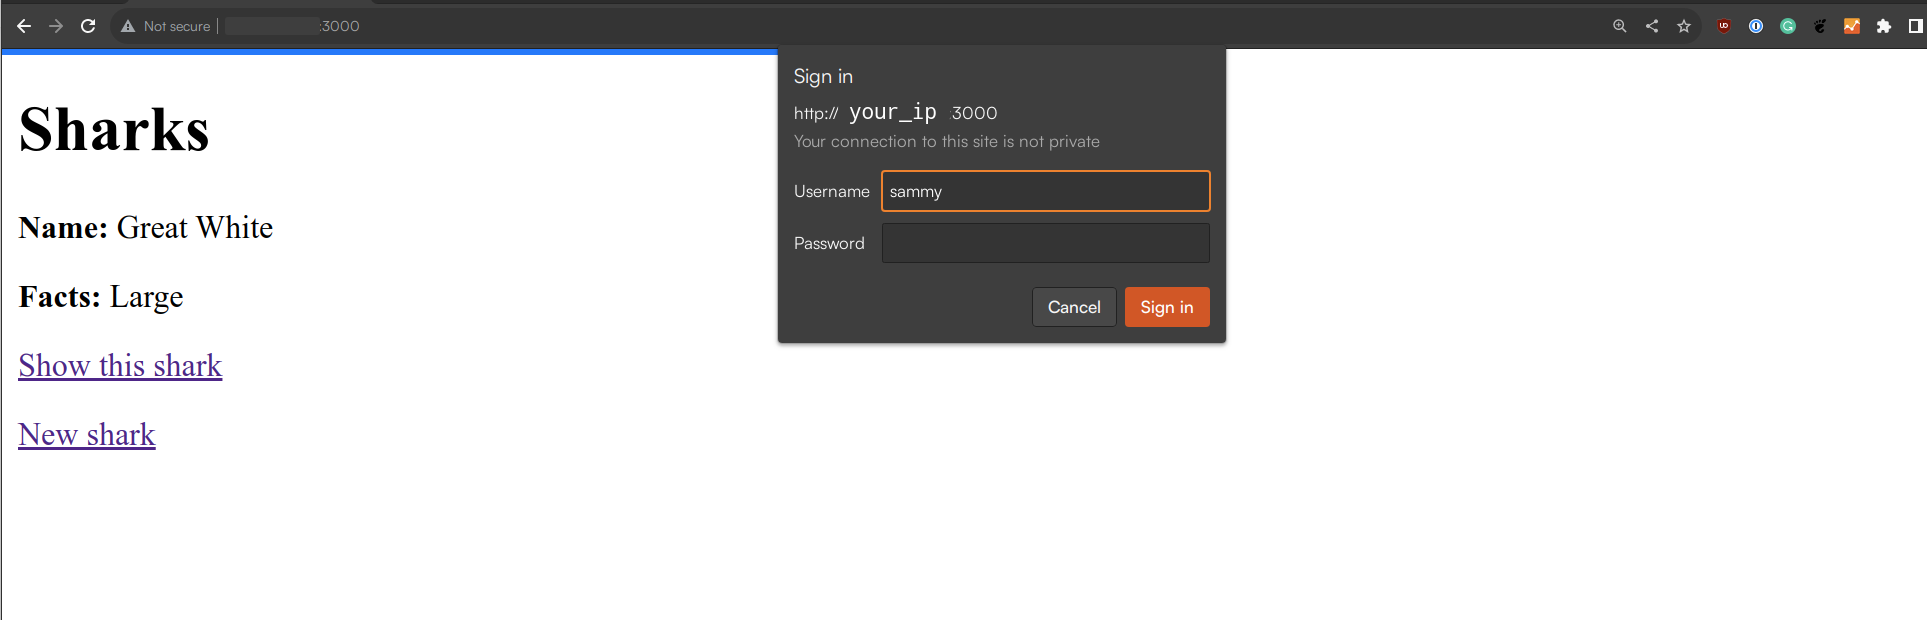 Not secure | :3000
Sign in
http:// your_ip :3000
Your connection to this site is not private
Username sammy
Password
Cancel Sign in
Sharks
Name: Great White
Facts: Large
Show this shark
New shark